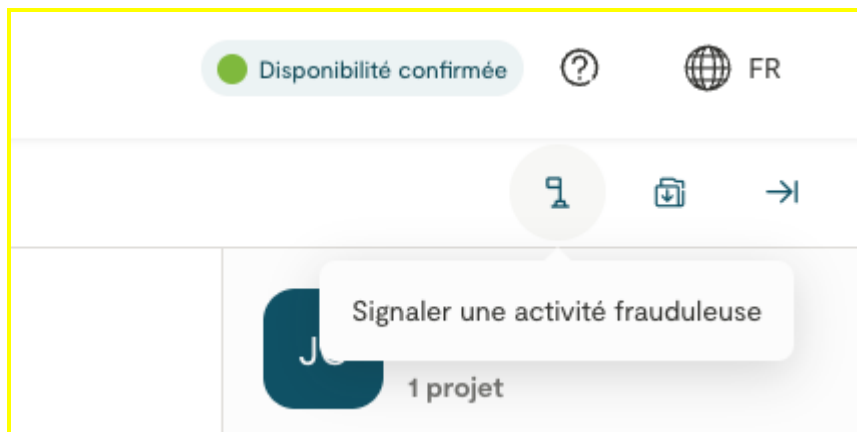 Disponibilité confirmée
FR
Signaler une activité frauduleuse
1 projet